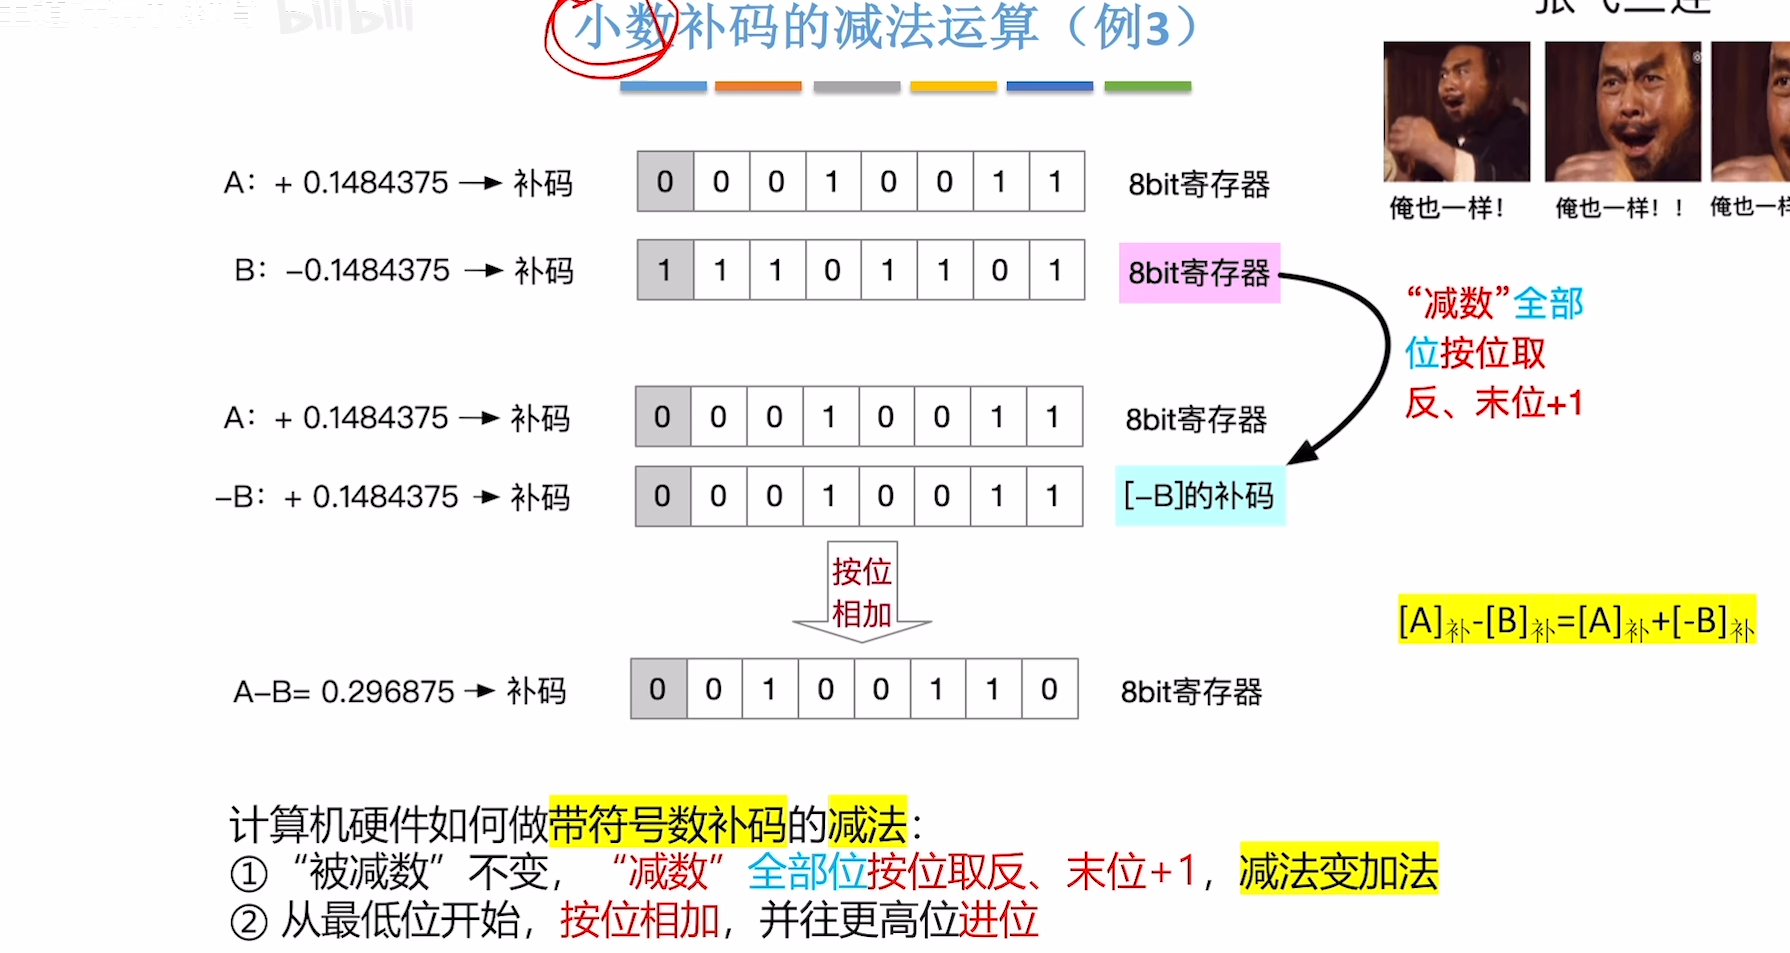 bilibili
小数补码的减法运算（例3）
A： + 0.1484375 → 补码 0 0 0 1 0 0 1 1 8bit寄存器
B： -0.1484375 → 补码 1 1 1 0 1 1 0 1 8bit寄存器
俺也一样！ 俺也一样！！ 俺也一样
“减数”全部
位按位取
反、末位+1
A： + 0.1484375 → 补码 0 0 0 1 0 0 1 1 8bit寄存器
-B： + 0.1484375 → 补码 0 0 0 1 0 0 1 1 [-B]的补码
按位
相加
[A]补-[B]补=[A]补+[-B]补
A-B= 0.296875 → 补码 0 0 1 0 0 1 1 0 8bit寄存器
计算机硬件如何做带符号数补码的减法：
① “被减数”不变，“减数”全部位按位取反、末位+1，减法变加法
② 从最低位开始，按位相加，并往更高位进位